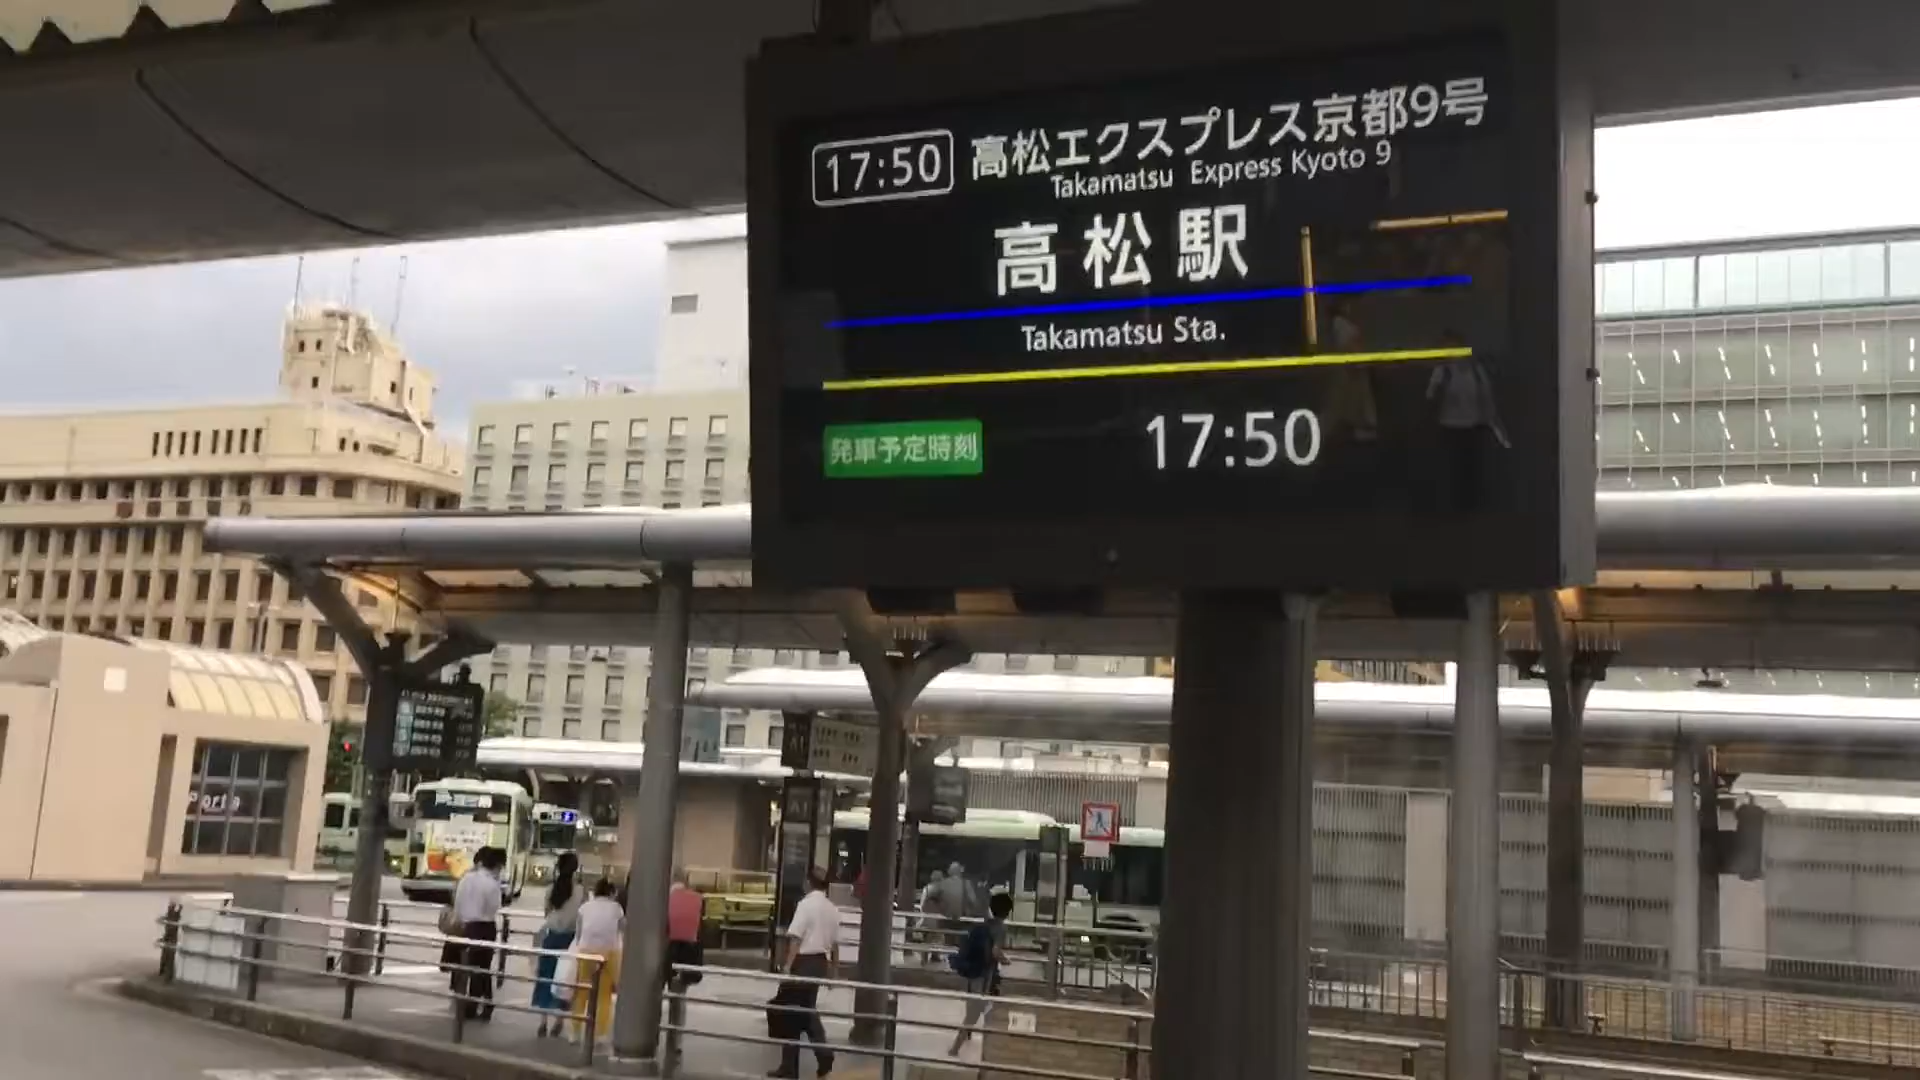 17:50 高松エクスプレス京都9号
Takamatsu Express Kyoto 9
高松駅
Takamatsu Sta.
発車予定時刻 17:50
A1